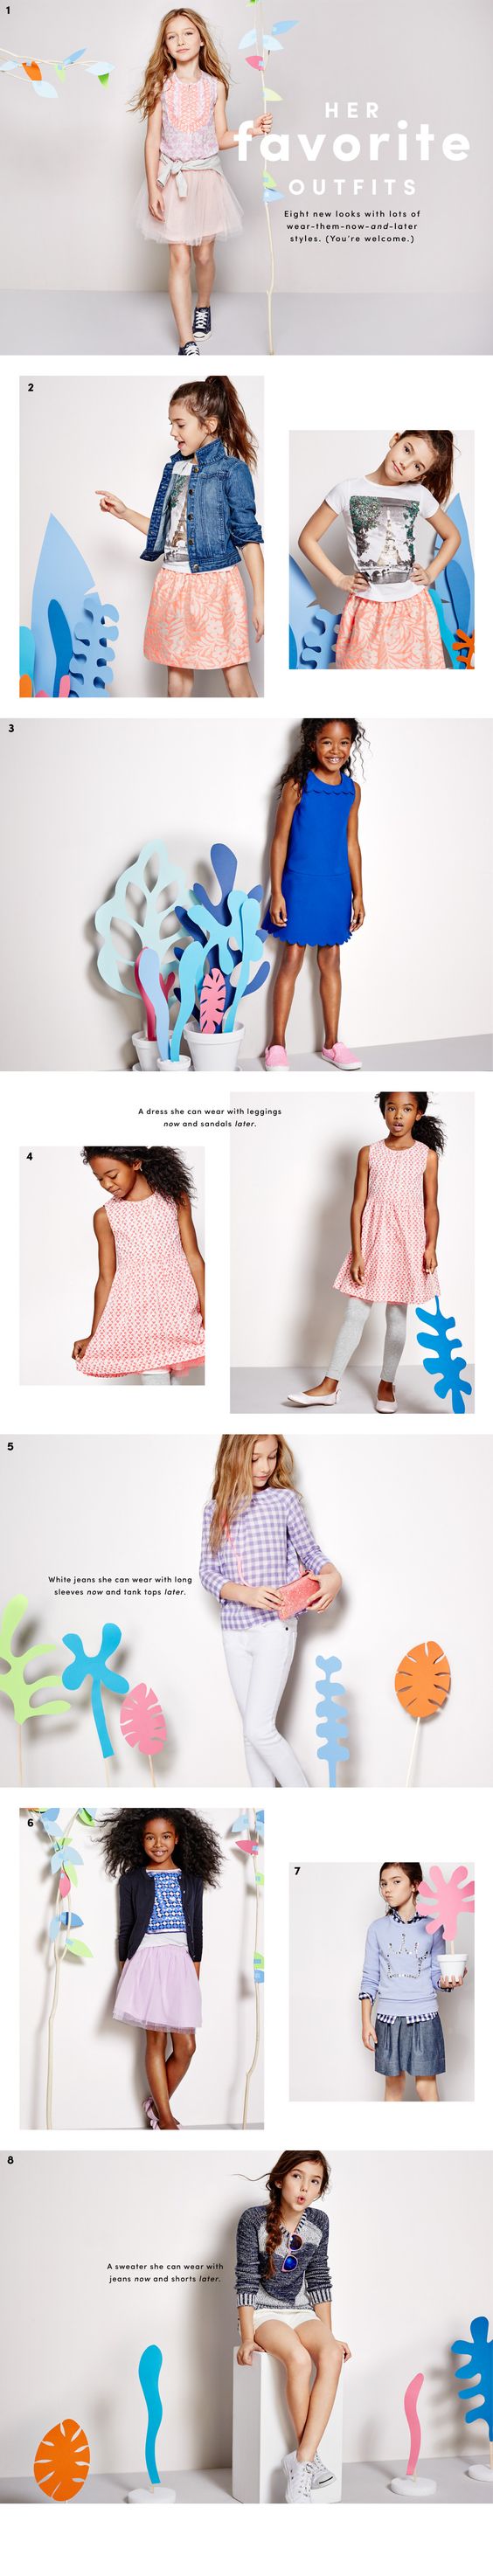 1
HER
favorite
OUTFITS
Eight new looks with lots of
wear-them-now-and-later
styles. (You're welcome.)
2
3
A dress she can wear with leggings
now and sandals later.
4
5
White jeans she can wear with long
sleeves now and tank tops later.
6
7
8
A sweater she can wear with
jeans now and shorts later.